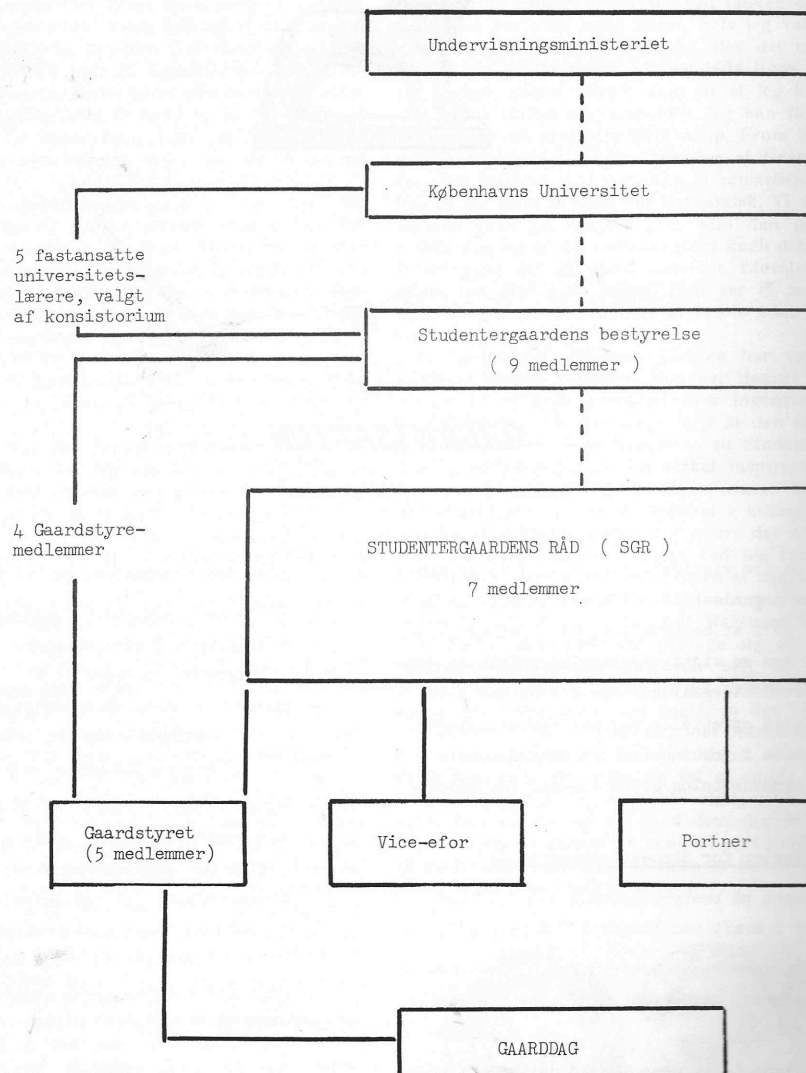 Undervisningsministeriet
Københavns Universitet
5 fastansatte
universitets-
lærere, valgt
af konsistorium
Studentergaardens bestyrelse
( 9 medlemmer )
4 Gaardstyre-
medlemmer
STUDENTERGAARDENS RÅD ( SGR )
7 medlemmer
Gaardstyret
(5 medlemmer)
Vice-efor
Portner
GAARDDAG